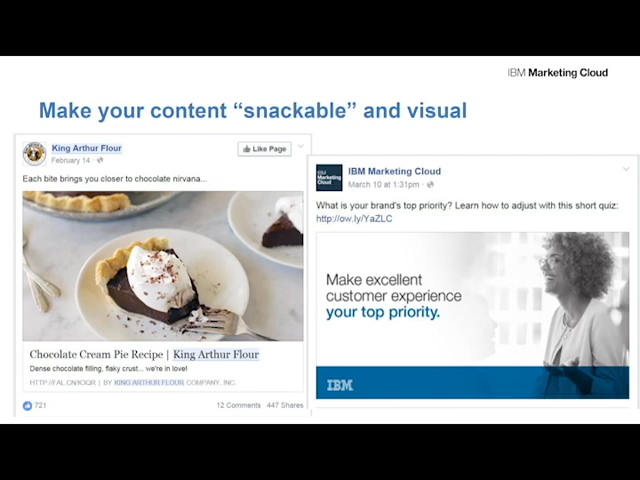 IBM Marketing Cloud
Make your content “snackable” and visual
King Arthur Flour
February 14 ·
Like Page
Each bite brings you closer to chocolate nirvana...
Chocolate Cream Pie Recipe | King Arthur Flour
Dense chocolate filling, flaky crust... we're in love!
BY KING ARTHUR FLOUR COMPANY, INC.
721
12 Comments 447 Shares
IBM Marketing Cloud
IBM Marketing Cloud
March 10 at 1:31pm ·
What is your brand's top priority? Learn how to adjust with this short quiz:
http://ow.ly/YaZLC
Make excellent
customer experience
your top priority.
IBM